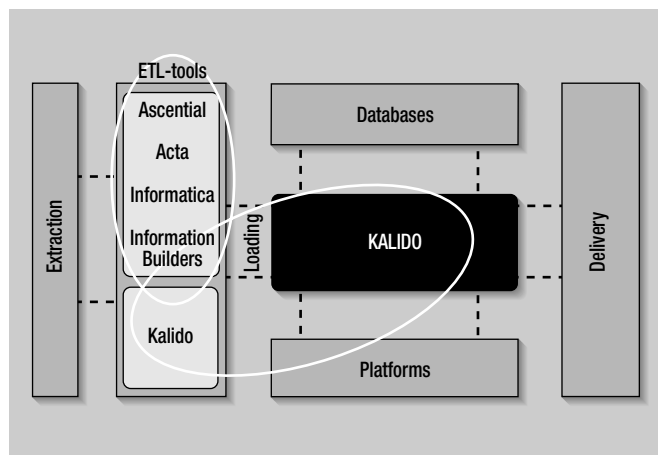 ETL-tools
Extraction
Ascential
Acta
Informatica
Information
Builders
Kalido
Loading
Databases
KALIDO
Platforms
Delivery